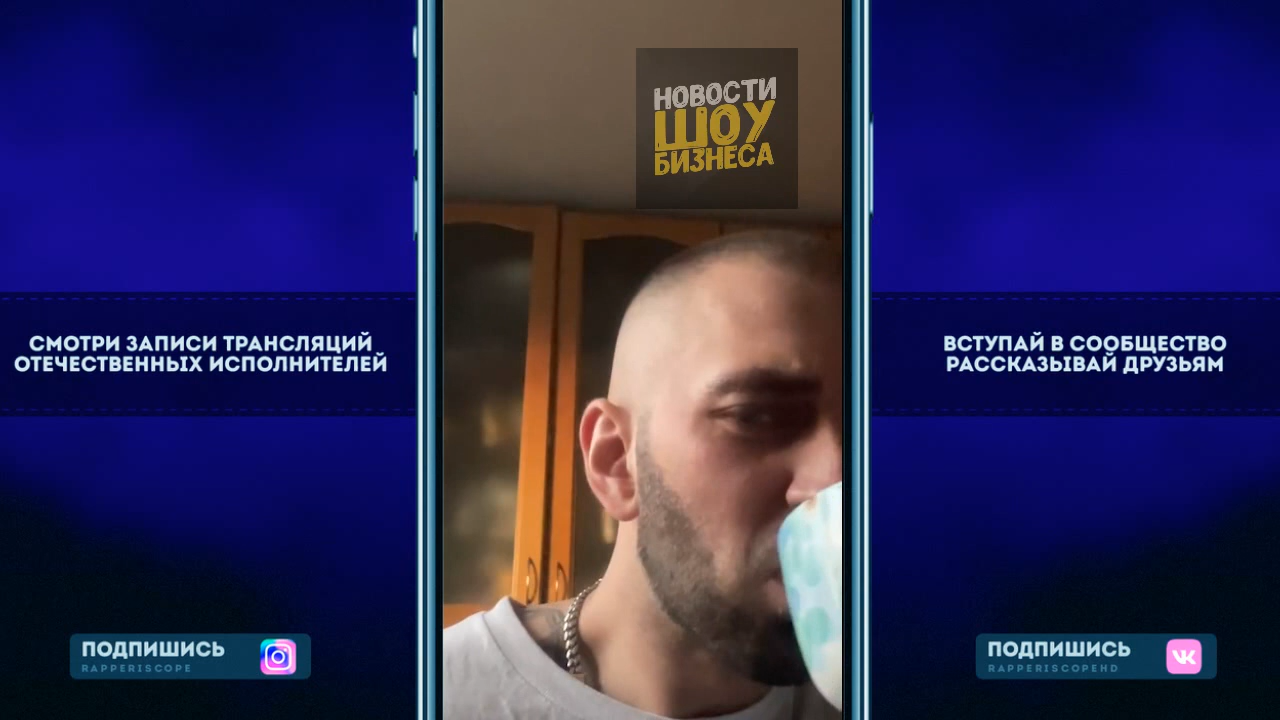 НОВОСТИ
ШОУ
БИЗНЕСА
СМОТРИ ЗАПИСИ ТРАНСЛЯЦИЙ
ОТЕЧЕСТВЕННЫХ ИСПОЛНИТЕЛЕЙ
ВСТУПАЙ В СООБЩЕСТВО
РАССКАЗЫВАЙ ДРУЗЬЯМ
ПОДПИШИСЬ
RAPPERISCOPE
ПОДПИШИСЬ
RAPPERISCOPEHD